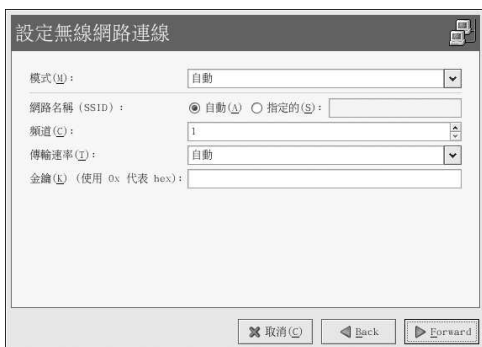 設定無線網路連線
模式(M)： 自動
網路名稱 (SSID)： 自動(A) 指定的(S)：
頻道(C)： 1
傳輸速率(T)： 自動
金鑰(K) (使用 0x 代表 hex)：
取消(C) Back Forward